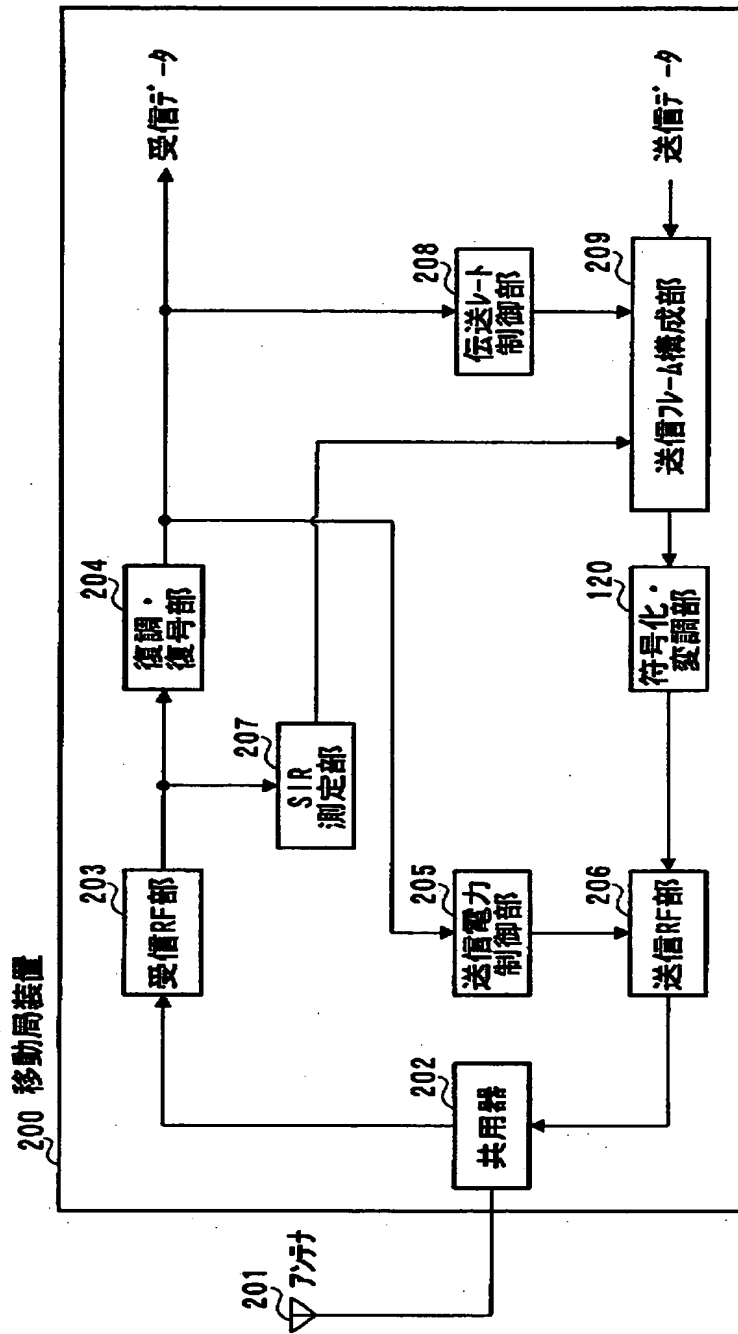 200 移動局装置
201
アンテナ
202
共用器
203
受信RF部
204
復調・
復号部
受信データ
207
SIR
測定部
205
送信電力
制御部
208
伝送レート
制御部
206
送信RF部
120
符号化・
変調部
209
送信フレーム構成部
送信データ